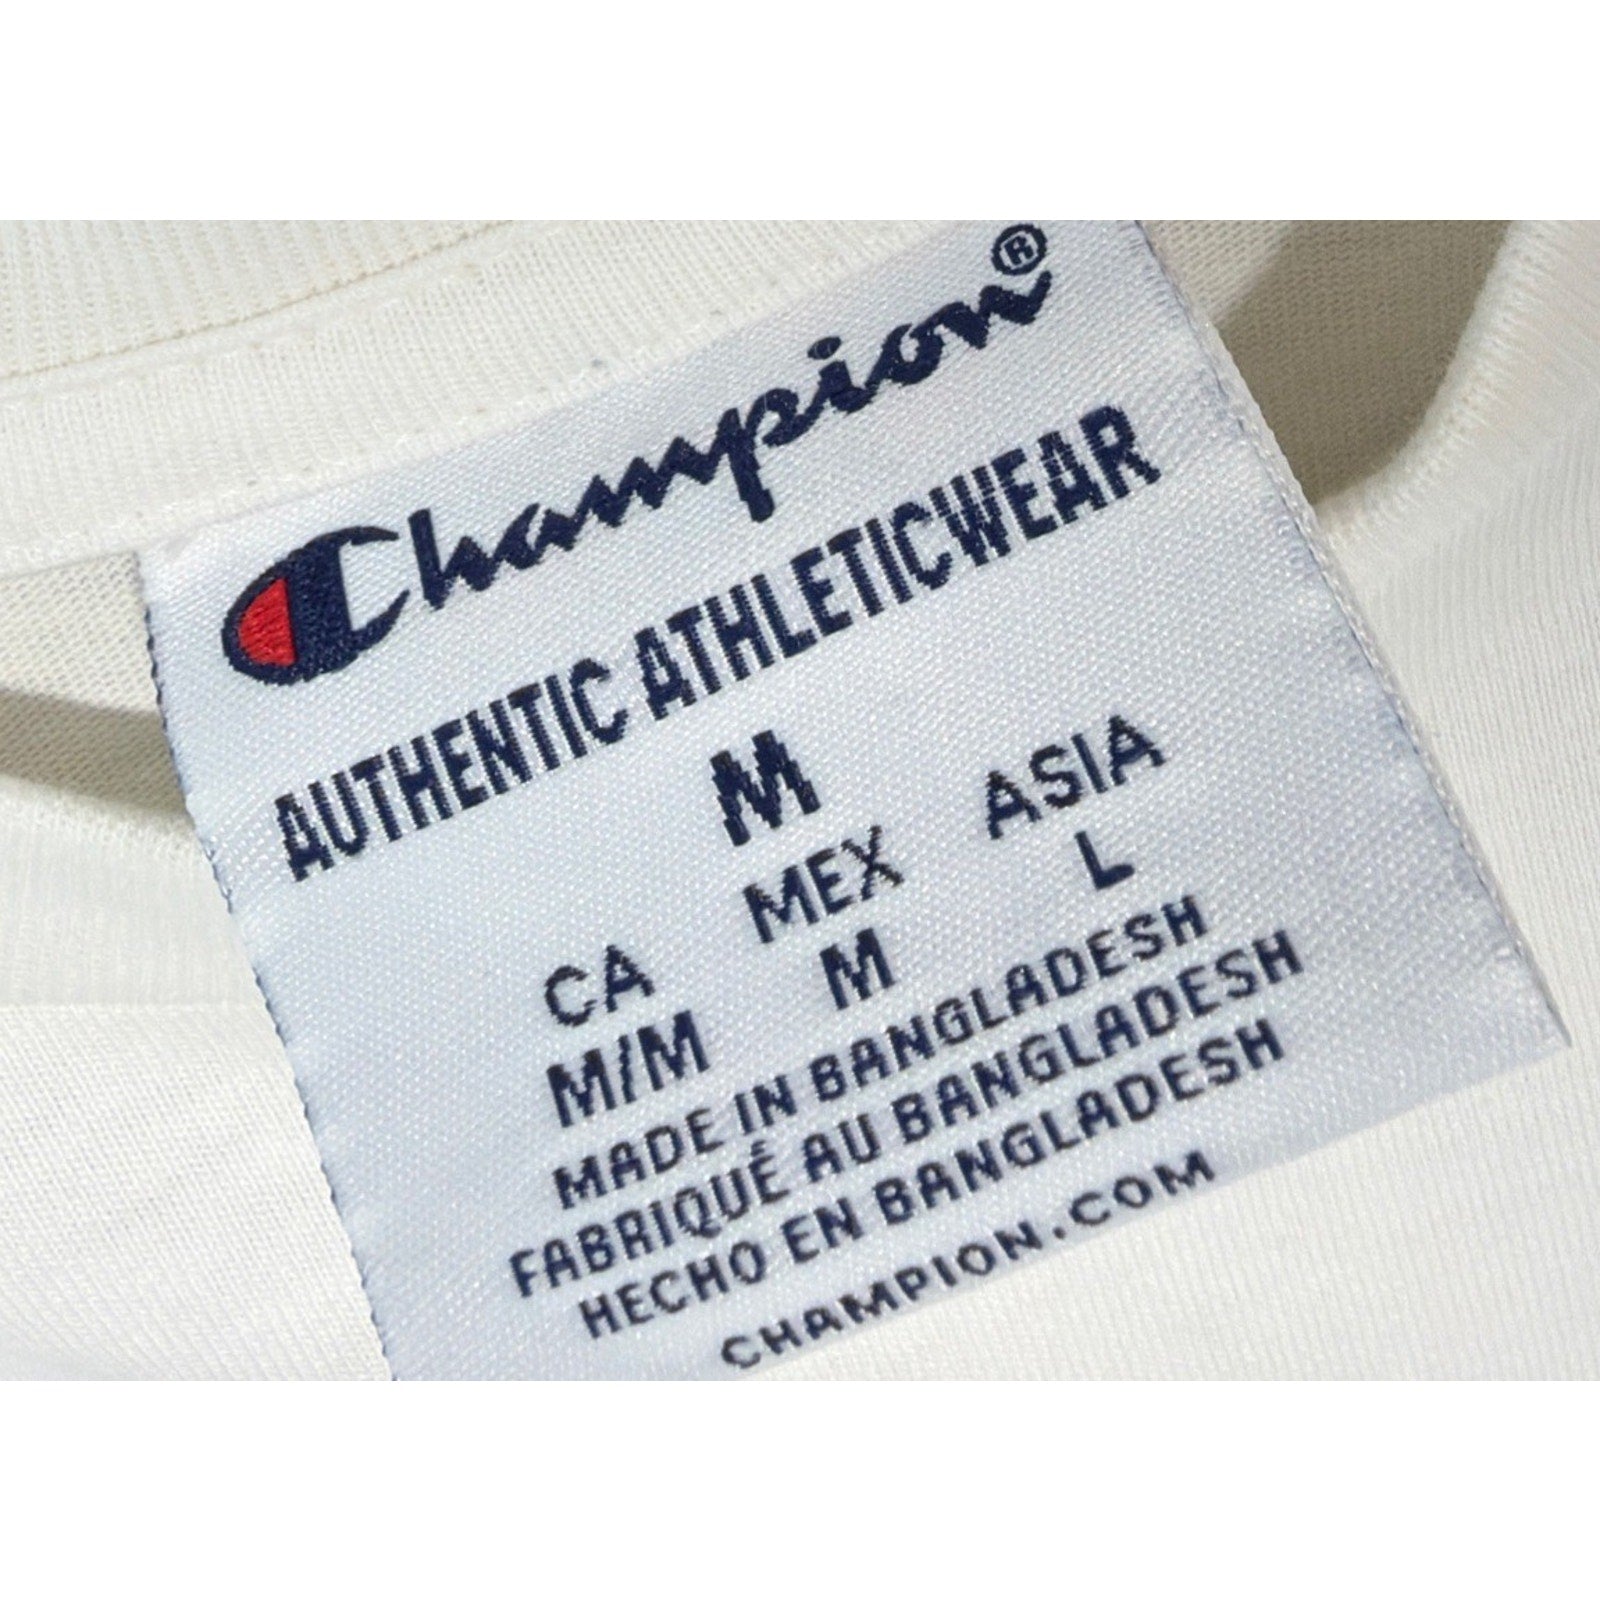 Champion®
AUTHENTIC ATHLETICWEAR
M
CA MEX ASIA
M/M M L
MADE IN BANGLADESH
FABRIQUÉ AU BANGLADESH
HECHO EN BANGLADESH
CHAMPION.COM